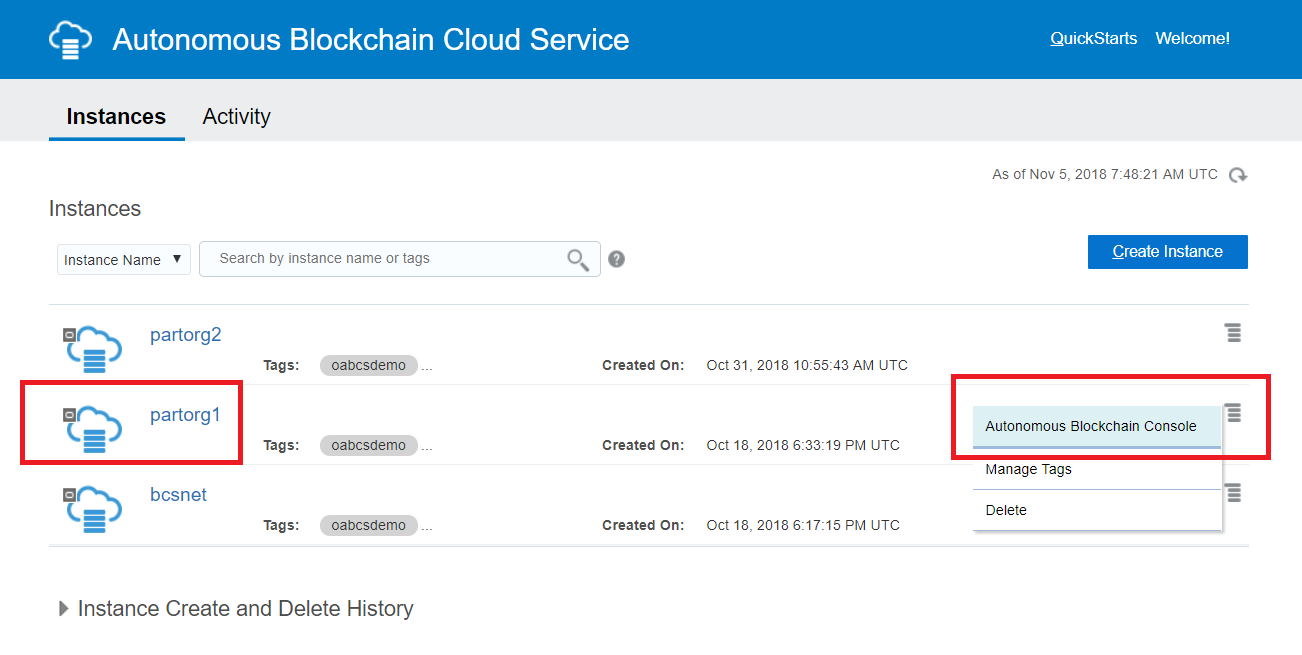 Autonomous Blockchain Cloud Service
QuickStarts Welcome!
Instances Activity
As of Nov 5, 2018 7:48:21 AM UTC
Instances
Instance Name ▼ Search by instance name or tags ?
Create Instance
partorg2
Tags: oabcsdemo ... Created On: Oct 31, 2018 10:55:43 AM UTC
partorg1
Autonomous Blockchain Console
Tags: oabcsdemo ... Created On: Oct 18, 2018 6:33:19 PM UTC
Manage Tags
bcsnet
Delete
Tags: oabcsdemo ... Created On: Oct 18, 2018 6:17:15 PM UTC
Instance Create and Delete History